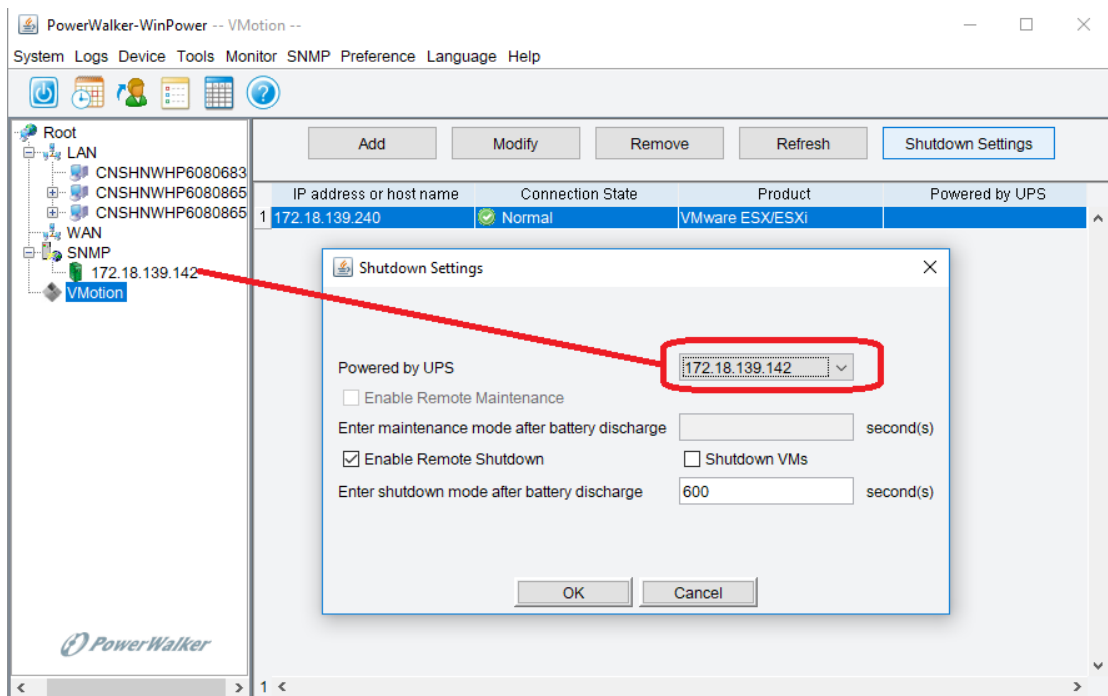 PowerWalker-WinPower -- VMotion --
System Logs Device Tools Monitor SNMP Preference Language Help
Root
LAN
CNSHNWHP6080683
CNSHNWHP6080865
CNSHNWHP6080865
WAN
SNMP
172.18.139.142
VMotion
PowerWalker
Add Modify Remove Refresh Shutdown Settings
IP address or host name Connection State Product Powered by UPS
1 172.18.139.240 Normal VMware ESX/ESXi
Shutdown Settings
Powered by UPS 172.18.139.142
Enable Remote Maintenance
Enter maintenance mode after battery discharge second(s)
Enable Remote Shutdown Shutdown VMs
Enter shutdown mode after battery discharge 600 second(s)
OK Cancel
1